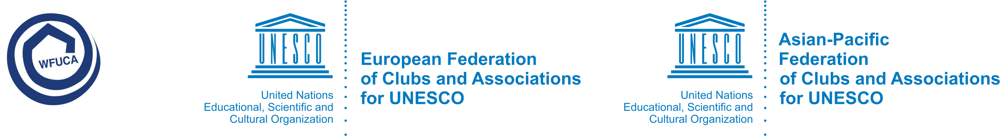 WFUCA
UNESCO
United Nations
Educational, Scientific and
Cultural Organization
European Federation
of Clubs and Associations
for UNESCO
UNESCO
United Nations
Educational, Scientific and
Cultural Organization
Asian-Pacific
Federation
of Clubs and Associations
for UNESCO